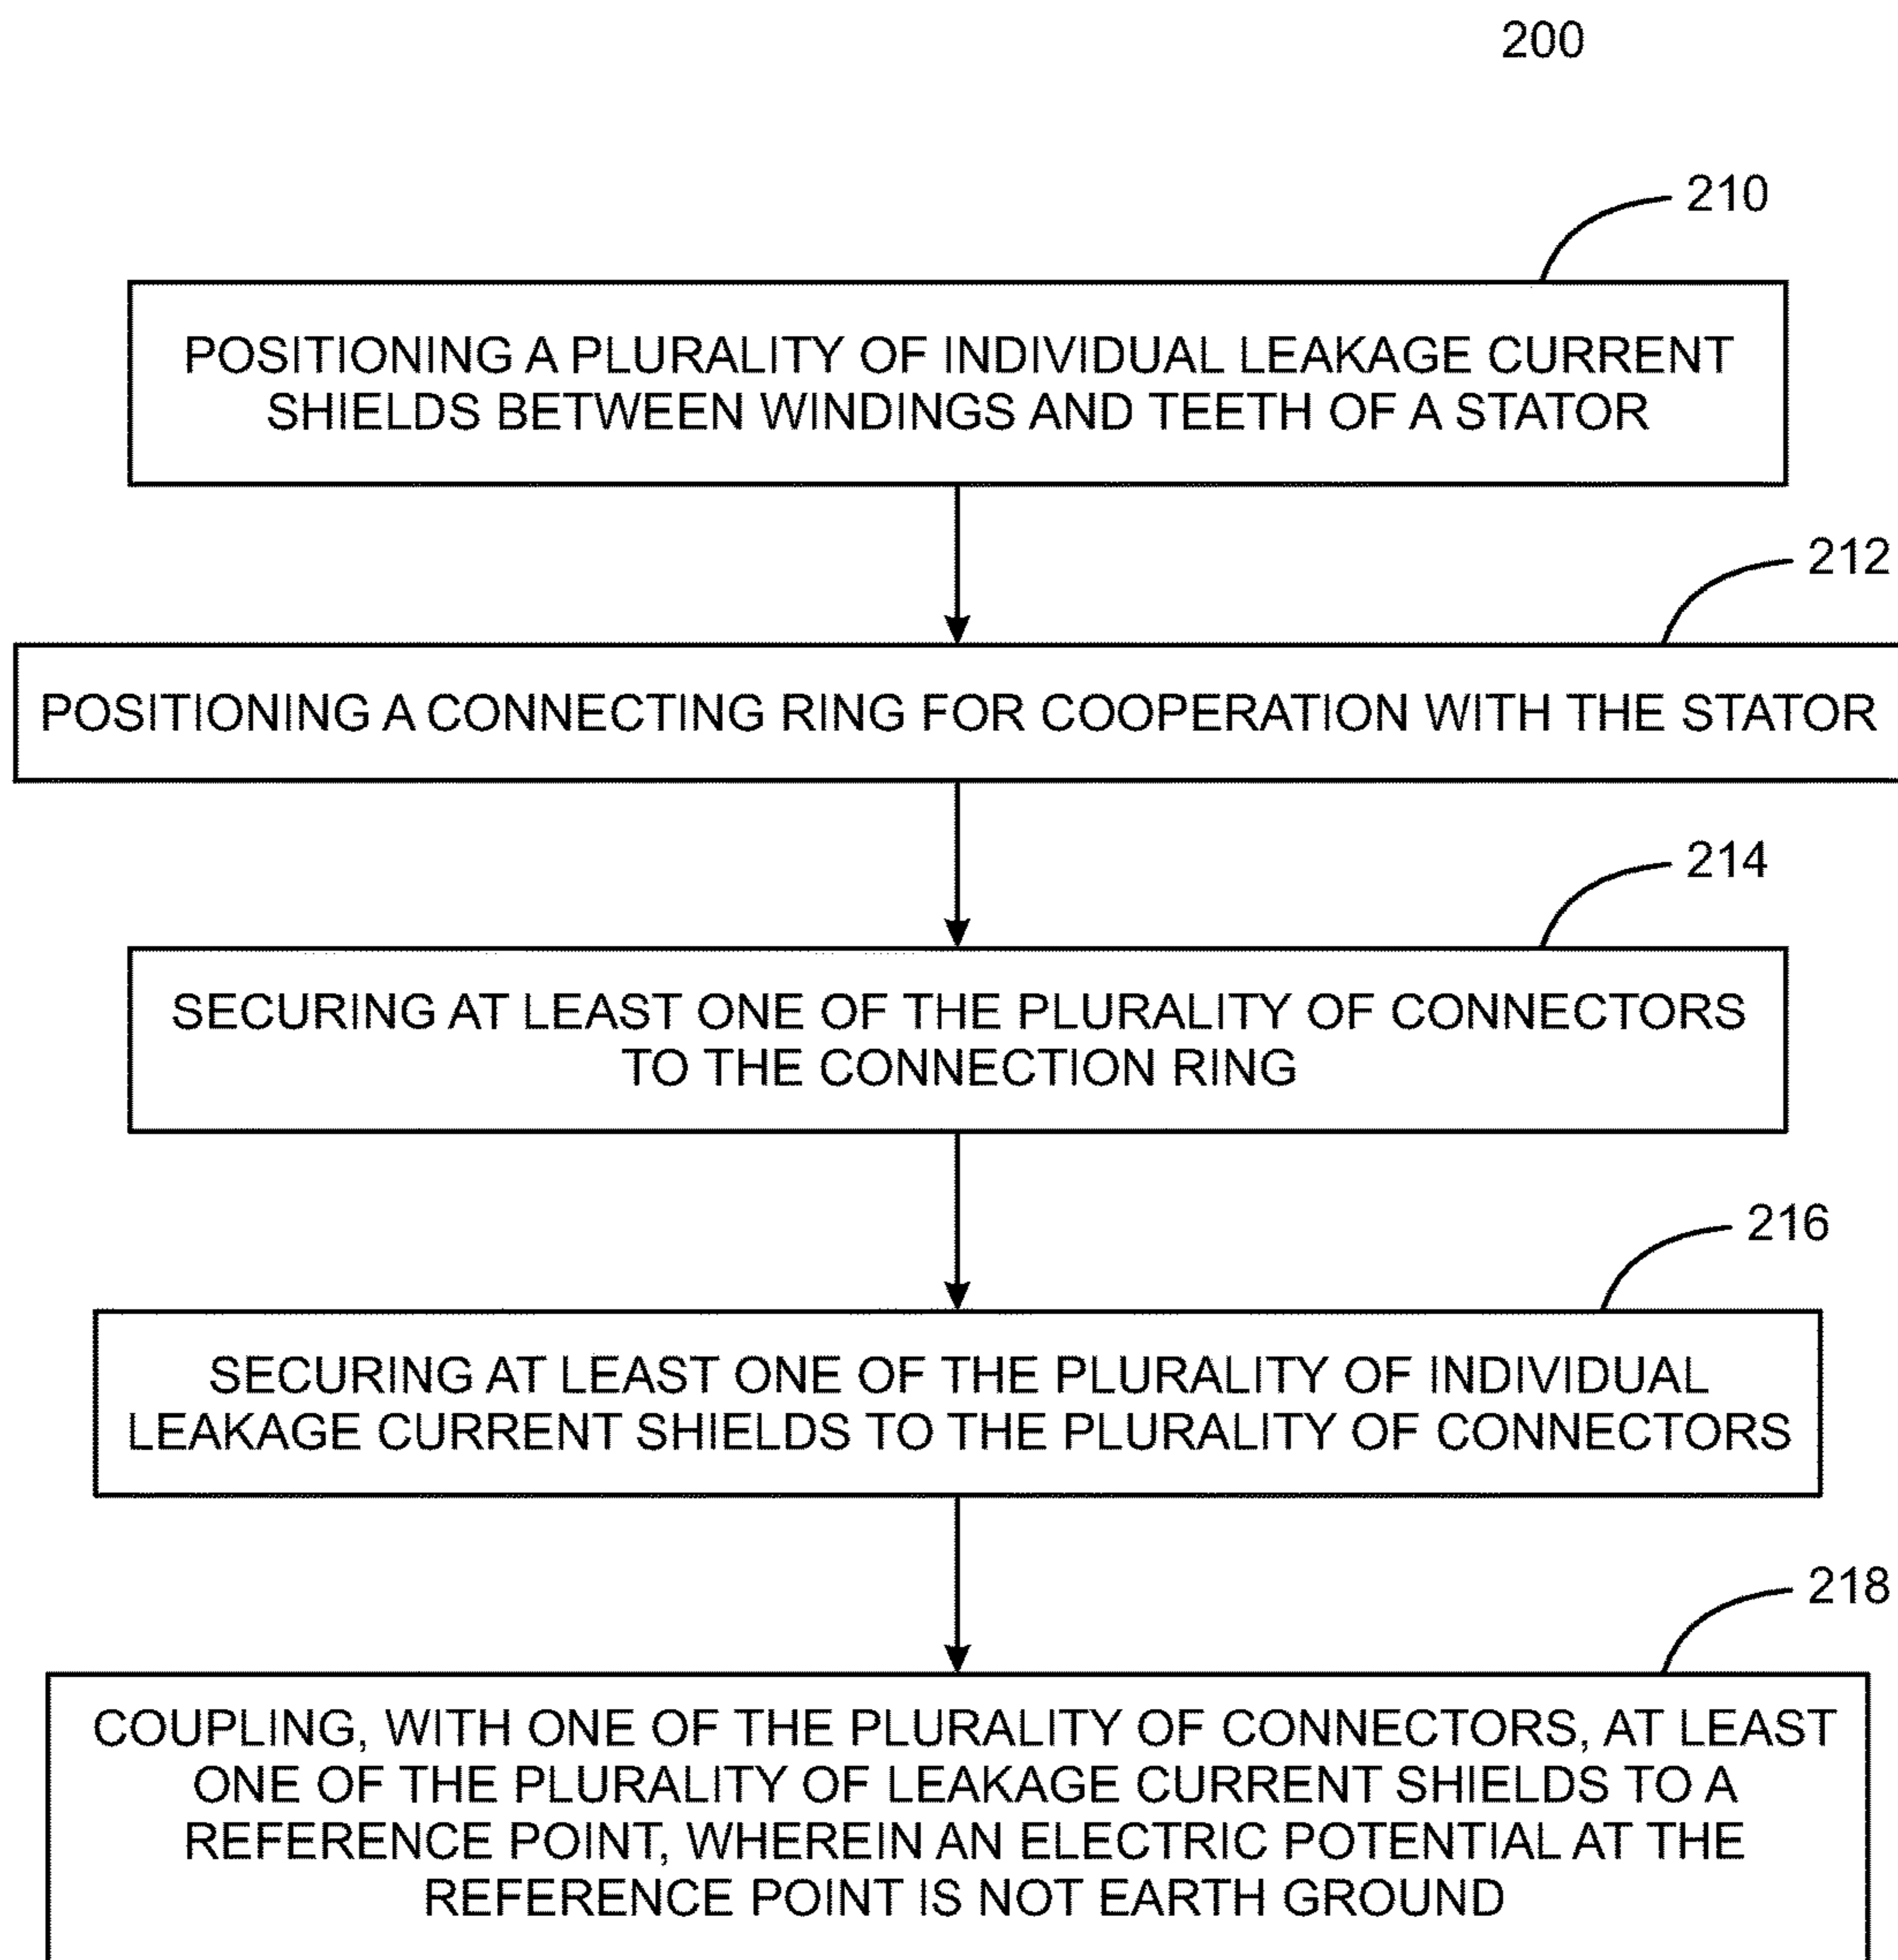 200
210
POSITIONING A PLURALITY OF INDIVIDUAL LEAKAGE CURRENT
SHIELDS BETWEEN WINDINGS AND TEETH OF A STATOR
212
POSITIONING A CONNECTING RING FOR COOPERATION WITH THE STATOR
214
SECURING AT LEAST ONE OF THE PLURALITY OF CONNECTORS
TO THE CONNECTION RING
216
SECURING AT LEAST ONE OF THE PLURALITY OF INDIVIDUAL
LEAKAGE CURRENT SHIELDS TO THE PLURALITY OF CONNECTORS
218
COUPLING, WITH ONE OF THE PLURALITY OF CONNECTORS, AT LEAST
ONE OF THE PLURALITY OF LEAKAGE CURRENT SHIELDS TO A
REFERENCE POINT, WHEREIN AN ELECTRIC POTENTIAL AT THE
REFERENCE POINT IS NOT EARTH GROUND